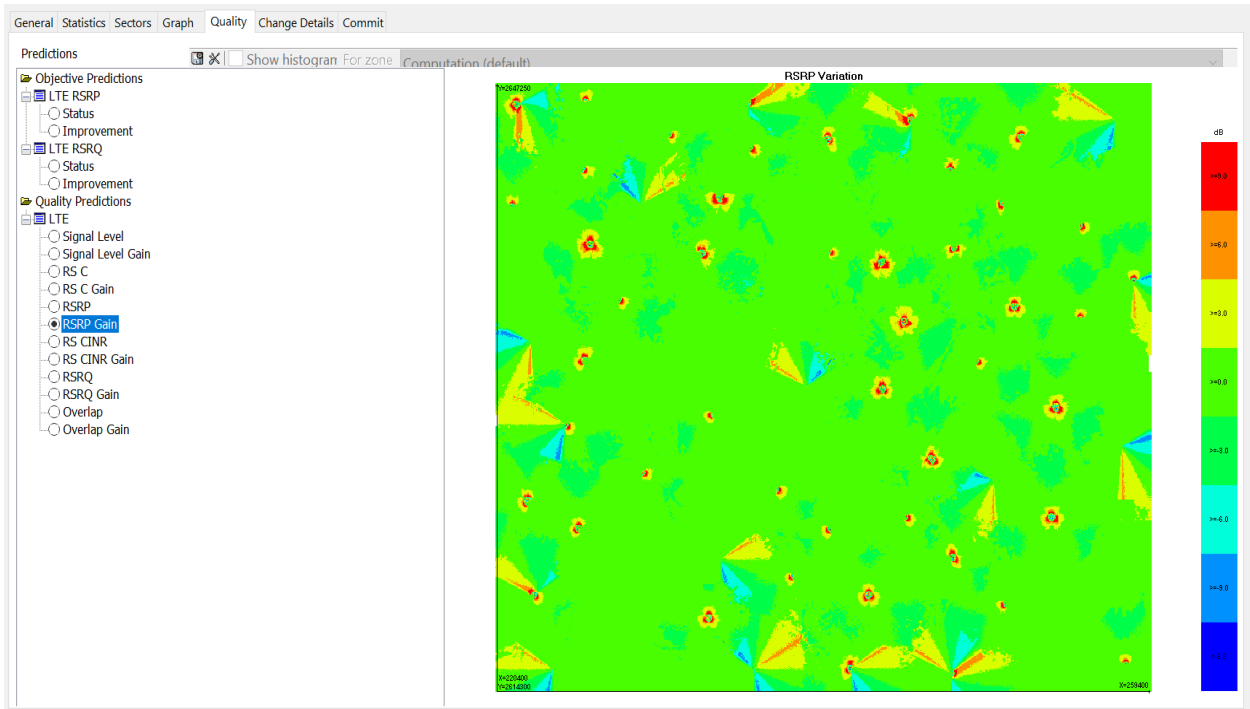 General Statistics Sectors Graph Quality Change Details Commit
Predictions
Show histogran For zone Computation (default)
Objective Predictions
LTE RSRP
Status
Improvement
LTE RSRQ
Status
Improvement
Quality Predictions
LTE
Signal Level
Signal Level Gain
RS C
RS C Gain
RSRP
RSRP Gain
RS CINR
RS CINR Gain
RSRQ
RSRQ Gain
Overlap
Overlap Gain
RSRP Variation
Y=2647250
X=220400
Y=2614300
X=259400
dB
>=9.0
>=6.0
>=3.0
>=0.0
>=-3.0
>=-6.0
>=-9.0